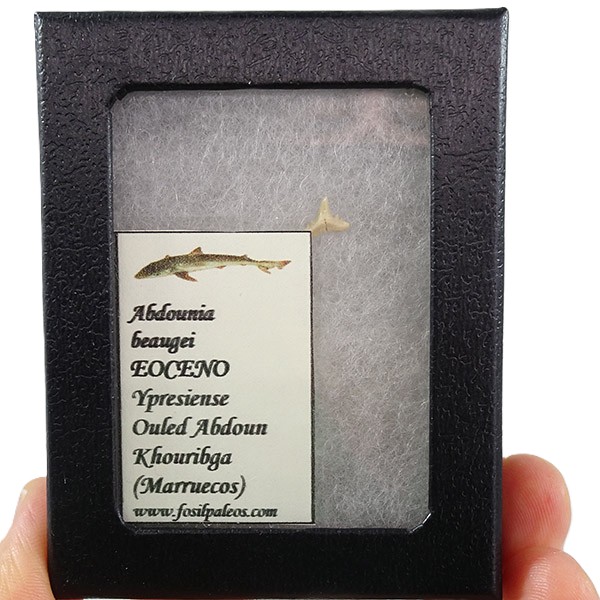 Abdounia
beaugei
EOCENO
Ypresiense
Ouled Abdoun
Khouribga
(Marruecos)
www.fosilpaleos.com